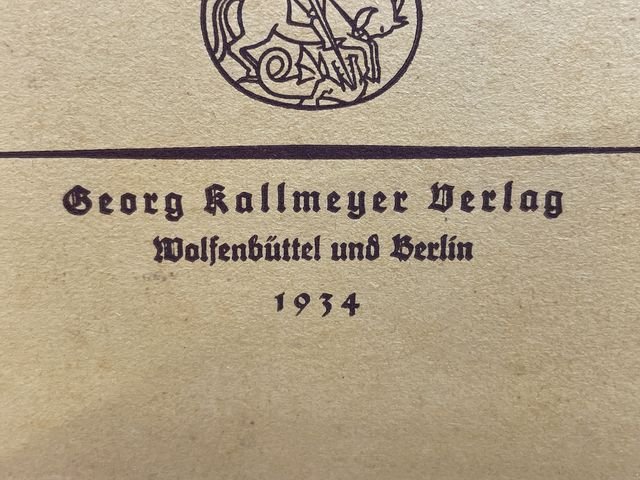 Georg Kallmeyer Verlag
Wolfenbüttel und Berlin
1934